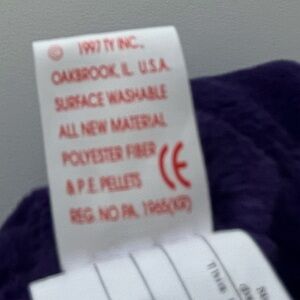 © 1997 TY INC.,
OAKBROOK, IL. U.S.A.
SURFACE WASHABLE
ALL NEW MATERIAL
POLYESTER FIBER
& P.E. PELLETS CE
REG. NO PA. 1965(KR)